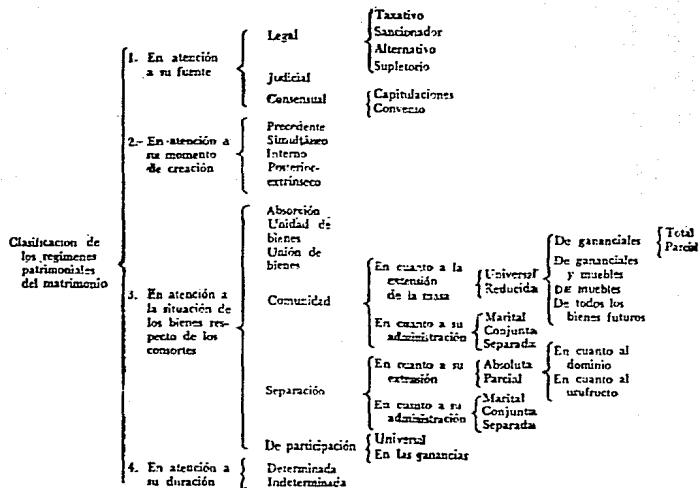 Clasificacion de
los regimenes
patrimoniales
del matrimonio
1. En atención
a su fuente
Legal
Taxativo
Sancionador
Alternativo
Supletorio
Judicial
Consensual
Capitulaciones
Convenio
2.- En atención a
su momento
de creación
Precedente
Simultáneo
Interno
Posterior-
extrínseco
3. En atención a
la situación de
los bienes res-
pecto de los
consortes
Absorción
Unidad de
bienes
Unión de
bienes
Comunidad
En cuanto a la
extensión
de la masa
Universal
Reducida
De gananciales
Total
Parcial
De gananciales
y muebles
DE muebles
De todos los
bienes futuros
En cuanto a su
administración
Marital
Conjunta
Separada
Separación
En cuanto a su
extensión
Absoluta
Parcial
En cuanto al
dominio
En cuanto al
usufructo
En cuanto a su
administración
Marital
Conjunta
Separada
De participación
Universal
En las ganancias
4. En atención a
su duración
Determinada
Indeterminada